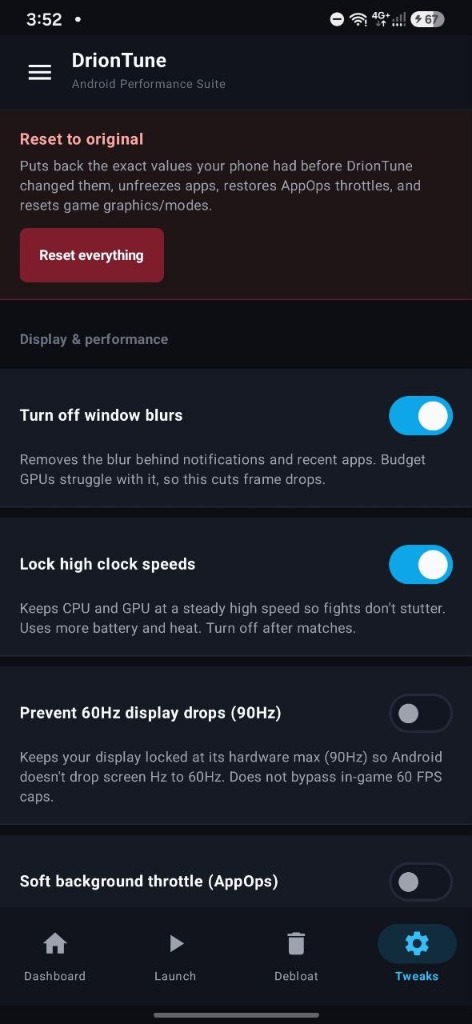 3:52
4G+
67
DrionTune
Android Performance Suite
Reset to original
Puts back the exact values your phone had before DrionTune
changed them, unfreezes apps, restores AppOps throttles, and
resets game graphics/modes.
Reset everything
Display & performance
Turn off window blurs
Removes the blur behind notifications and recent apps. Budget
GPUs struggle with it, so this cuts frame drops.
Lock high clock speeds
Keeps CPU and GPU at a steady high speed so fights don't stutter.
Uses more battery and heat. Turn off after matches.
Prevent 60Hz display drops (90Hz)
Keeps your display locked at its hardware max (90Hz) so Android
doesn't drop screen Hz to 60Hz. Does not bypass in-game 60 FPS
caps.
Soft background throttle (AppOps)
Dashboard
Launch
Debloat
Tweaks